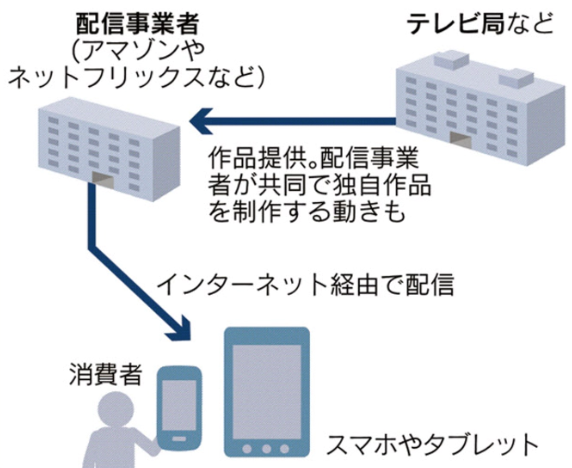 配信事業者
(アマゾンや
ネットフリックスなど)
テレビ局など
作品提供。配信事業
者が共同で独自作品
を制作する動きも
インターネット経由で配信
消費者
スマホやタブレット